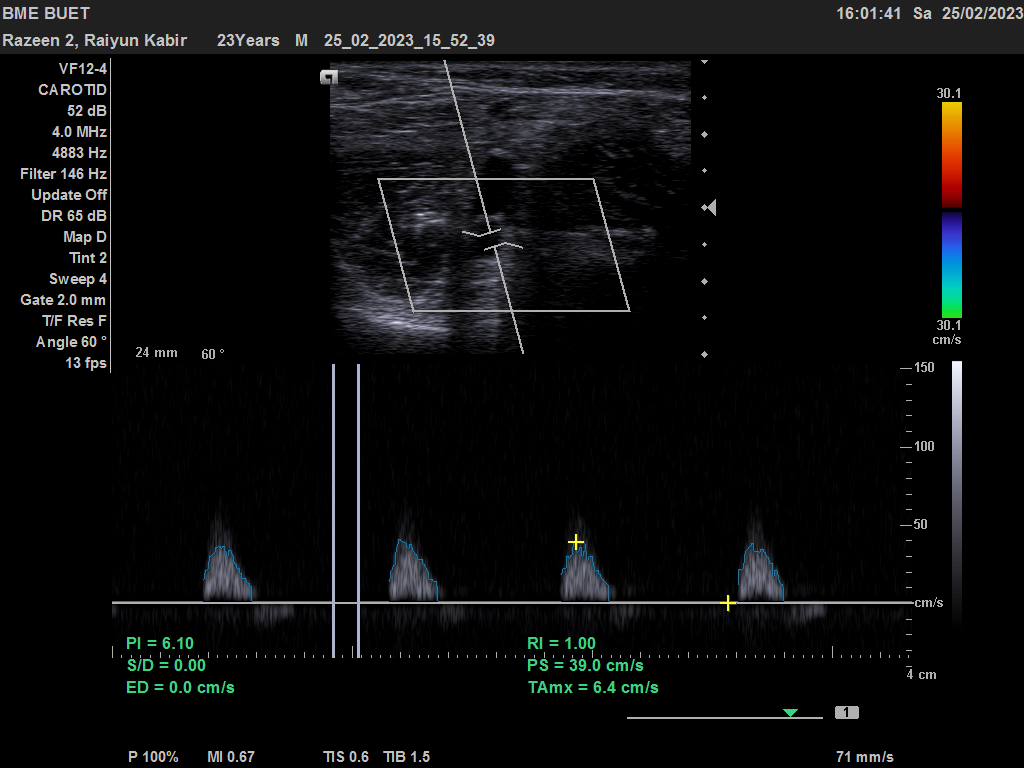 BME BUET 16:01:41 Sa 25/02/2023
Razeen 2, Raiyun Kabir 23Years M 25_02_2023_15_52_39
VF12-4
CAROTID
52 dB
4.0 MHz
4883 Hz
Filter 146 Hz
Update Off
DR 65 dB
Map D
Tint 2
Sweep 4
Gate 2.0 mm
T/F Res F
Angle 60 °
13 fps
24 mm 60 °
30.1
30.1
cm/s
150
100
50
cm/s
4 cm
PI = 6.10
S/D = 0.00
ED = 0.0 cm/s
RI = 1.00
PS = 39.0 cm/s
TAmx = 6.4 cm/s
1
P 100% MI 0.67 TIS 0.6 TIB 1.5 71 mm/s